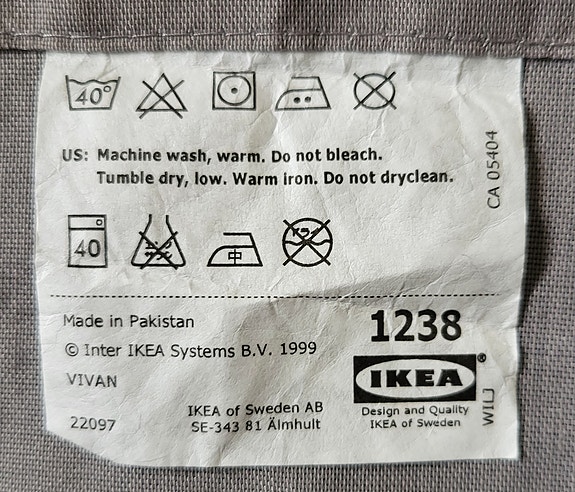 40°
US: Machine wash, warm. Do not bleach.
Tumble dry, low. Warm iron. Do not dryclean.
CA 05404
40
中
Made in Pakistan
© Inter IKEA Systems B.V. 1999
VIVAN
22097
IKEA of Sweden AB
SE-343 81 Älmhult
1238
IKEA®
Design and Quality
IKEA of Sweden
WILJ